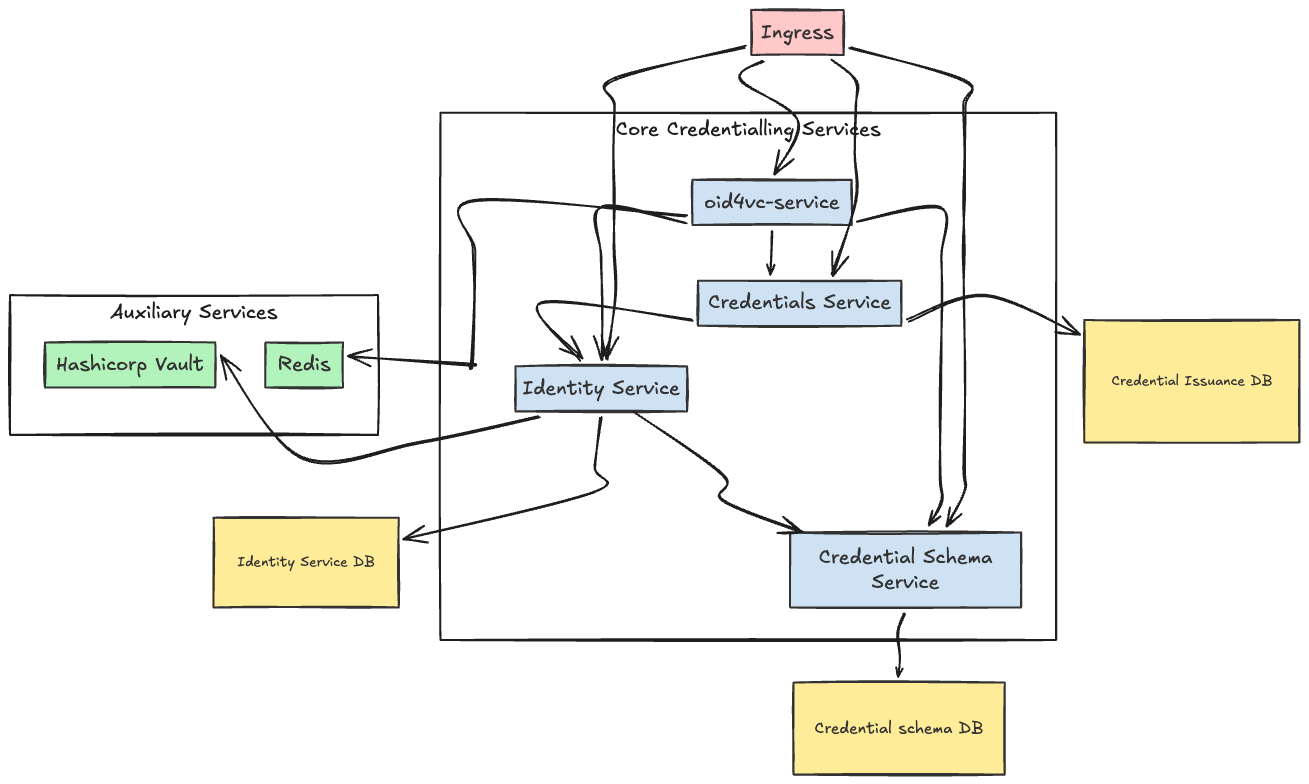 Ingress
Core Credentialling Services
oid4vc-service
Credentials Service
Auxiliary Services
Hashicorp Vault
Redis
Identity Service
Credential Issuance DB
Identity Service DB
Credential Schema
Service
Credential schema DB